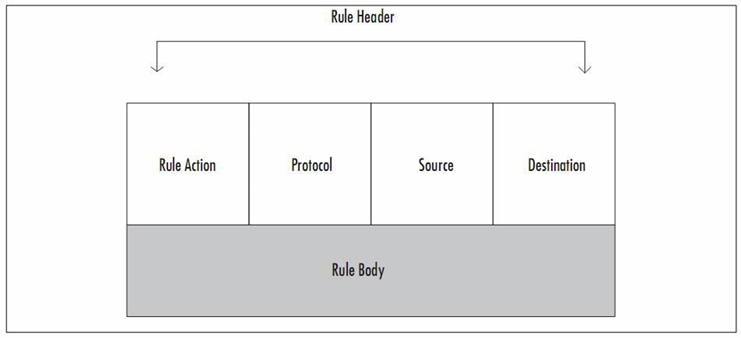 Rule Header
Rule Action
Protocol
Source
Destination
Rule Body